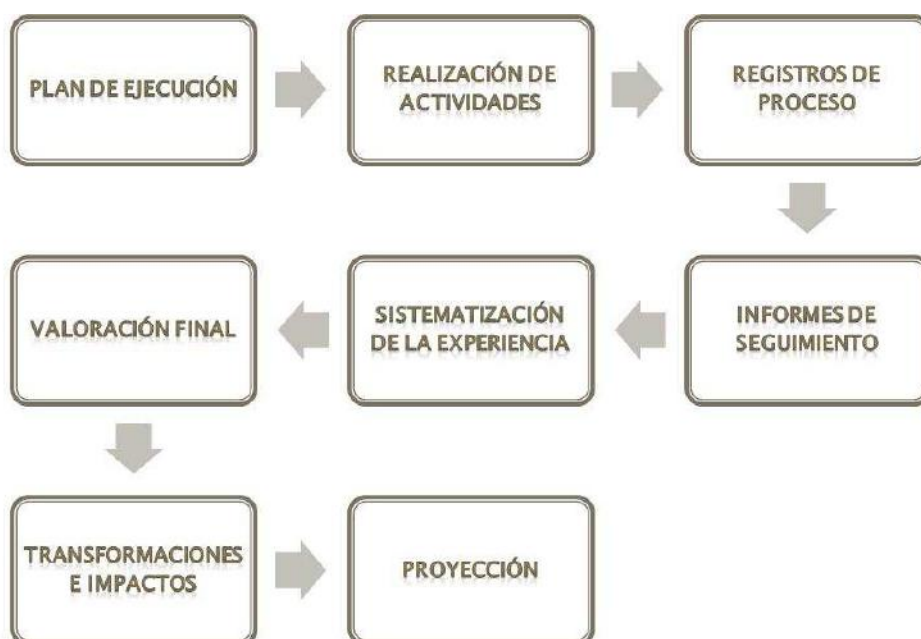 PLAN DE EJECUCIÓN
REALIZACIÓN DE
ACTIVIDADES
REGISTROS DE
PROCESO
INFORMES DE
SEGUIMIENTO
SISTEMATIZACIÓN
DE LA EXPERIENCIA
VALORACIÓN FINAL
TRANSFORMACIONES
E IMPACTOS
PROYECCIÓN